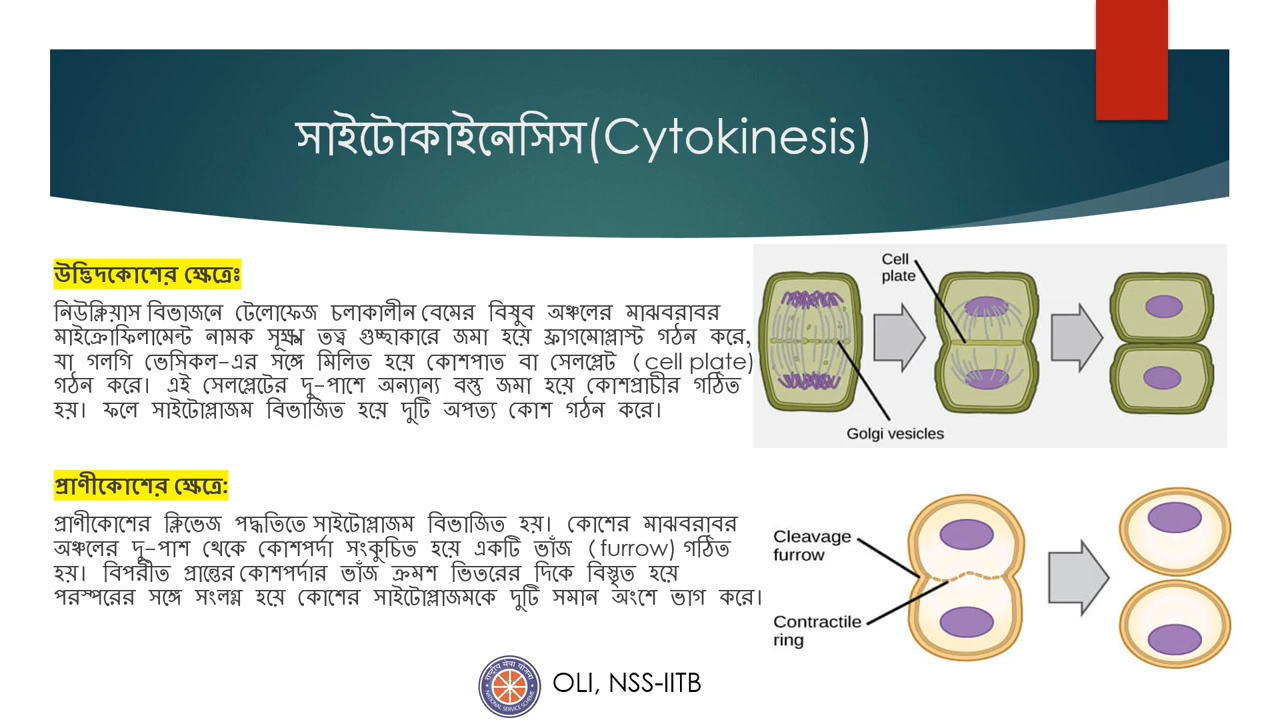 সাইটোকাইনেসিস(Cytokinesis)
উদ্ভিদকোশের ক্ষেত্রেঃ
নিউক্লিয়াস বিভাজনে টেলোফেজ চলাকালীন বেমের বিষুব অঞ্চলের মাঝবরাবর
মাইক্রোফিলামেন্ট নামক সূক্ষ্ম তন্তু গুচ্ছাকারে জমা হয়ে ফ্রাগমোপ্লাস্ট গঠন করে,
যা গলগি ভেসিকল-এর সঙ্গে মিলিত হয়ে কোশপাত বা সেলপ্লেট (cell plate)
গঠন করে। এই সেলপ্লেটের দু-পাশে অন্যান্য বস্তু জমা হয়ে কোশপ্রাচীর গঠিত
হয়। ফলে সাইটোপ্লাজম বিভাজিত হয়ে দুটি অপত্য কোশ গঠন করে।
Cell
plate
Golgi vesicles
প্রাণীকোশের ক্ষেত্রে:
প্রাণীকোশের ক্লিভেজ পদ্ধতিতে সাইটোপ্লাজম বিভাজিত হয়। কোশের মাঝবরাবর
অঞ্চলের দু-পাশ থেকে কোশপর্দা সংকুচিত হয়ে একটি ভাঁজ (furrow) গঠিত
হয়। বিপরীত প্রান্তের কোশপর্দার ভাঁজ ক্রমশ ভিতরের দিকে বিস্তৃত হয়ে
পরস্পরের সঙ্গে সংলগ্ন হয়ে কোশের সাইটোপ্লাজমকে দুটি সমান অংশে ভাগ করে।
Cleavage
furrow
Contractile
ring
राष्ट्रीय सेवा योजना
NATIONAL SERVICE SCHEME
OLI, NSS-IITB